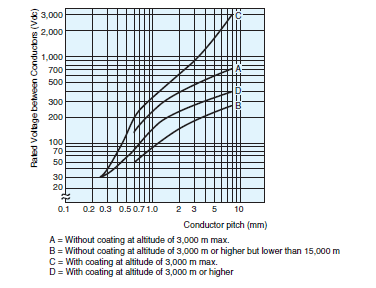 Rated Voltage between Conductors (Vdc)
3,000
2,000
1,000
700
500
300
200
100
70
50
30
20
C
A
D
B
0.1 0.2 0.3 0.5 0.7 1.0 2 3 5 10
Conductor pitch (mm)
A = Without coating at altitude of 3,000 m max.
B = Without coating at altitude of 3,000 m or higher but lower than 15,000 m
C = With coating at altitude of 3,000 m max.
D = With coating at altitude of 3,000 m or higher